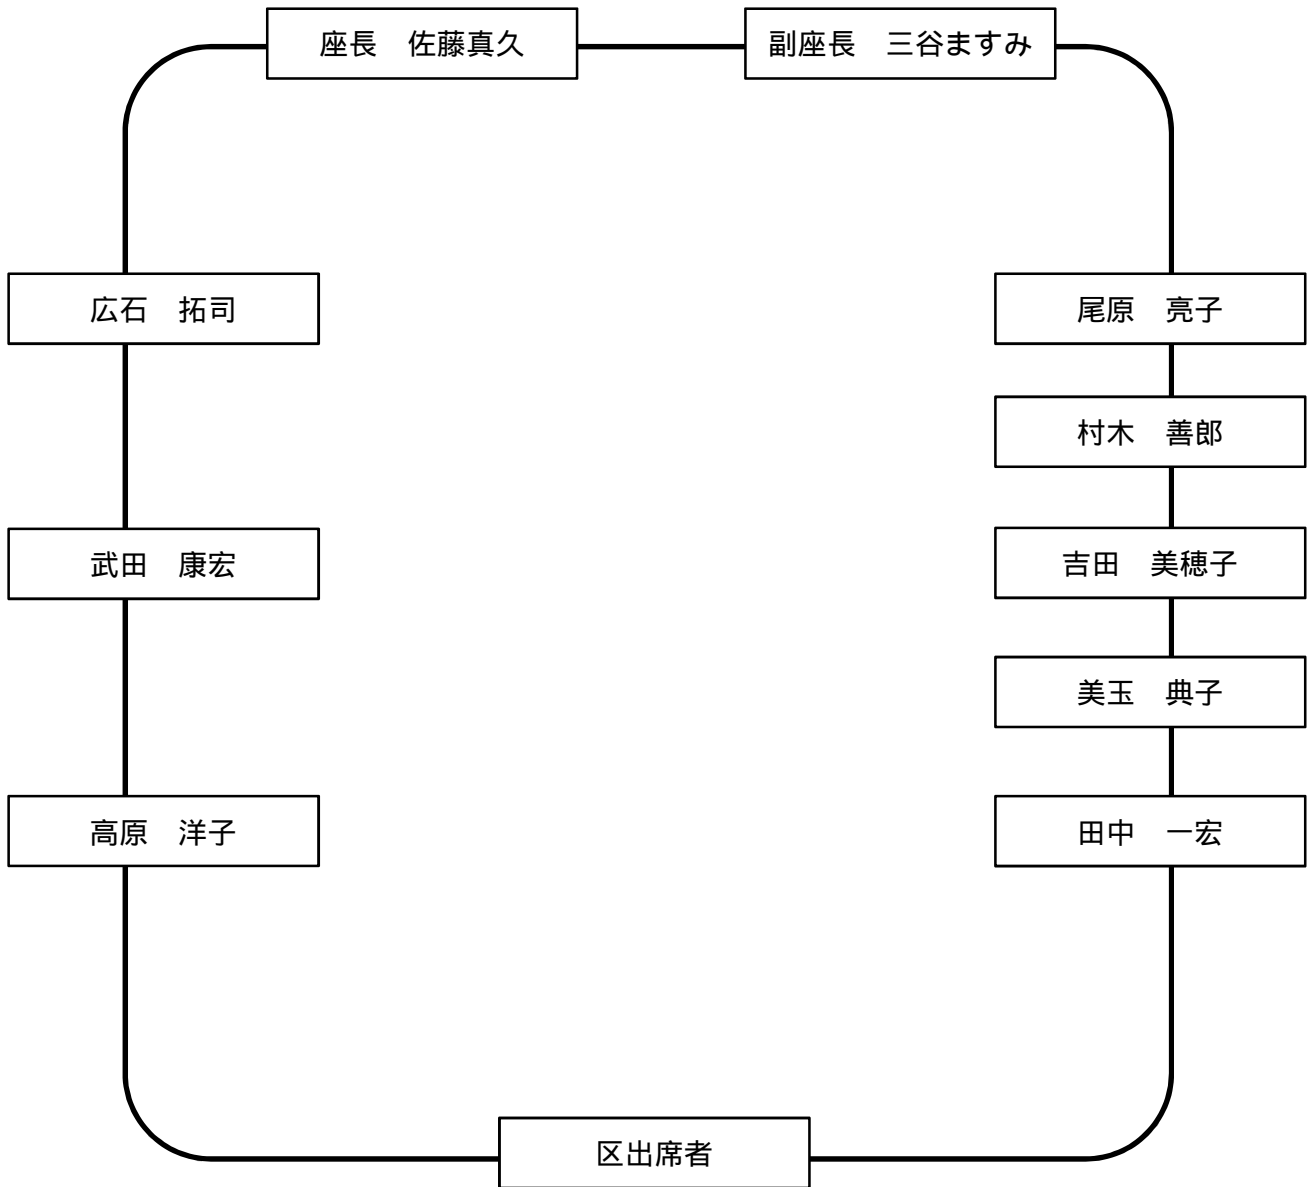 座長　佐藤真久
副座長　三谷ますみ
広石　拓司
尾原　亮子
村木　善郎
武田　康宏
吉田　美穂子
美玉　典子
高原　洋子
田中　一宏
区出席者